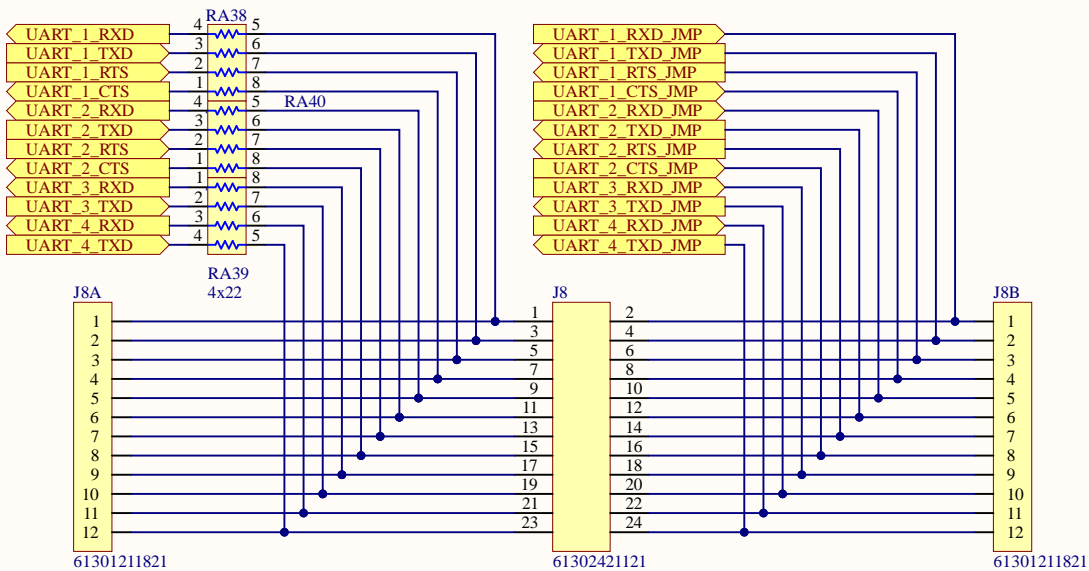 RA38
UART_1_RXD 4 5 UART_1_RXD_JMP
UART_1_TXD 3 6 UART_1_TXD_JMP
UART_1_RTS 2 7 UART_1_RTS_JMP
UART_1_CTS 1 8 UART_1_CTS_JMP
UART_2_RXD 4 5 RA40 UART_2_RXD_JMP
UART_2_TXD 3 6 UART_2_TXD_JMP
UART_2_RTS 2 7 UART_2_RTS_JMP
UART_2_CTS 1 8 UART_2_CTS_JMP
UART_3_RXD 1 8 UART_3_RXD_JMP
UART_3_TXD 2 7 UART_3_TXD_JMP
UART_4_RXD 3 6 UART_4_RXD_JMP
UART_4_TXD 4 5 UART_4_TXD_JMP
RA39
4x22
J8A J8 J8B
1 1 2 1
2 3 4 2
3 5 6 3
4 7 8 4
5 9 10 5
6 11 12 6
7 13 14 7
8 15 16 8
9 17 18 9
10 19 20 10
11 21 22 11
12 23 24 12
61301211821 61302421121 61301211821